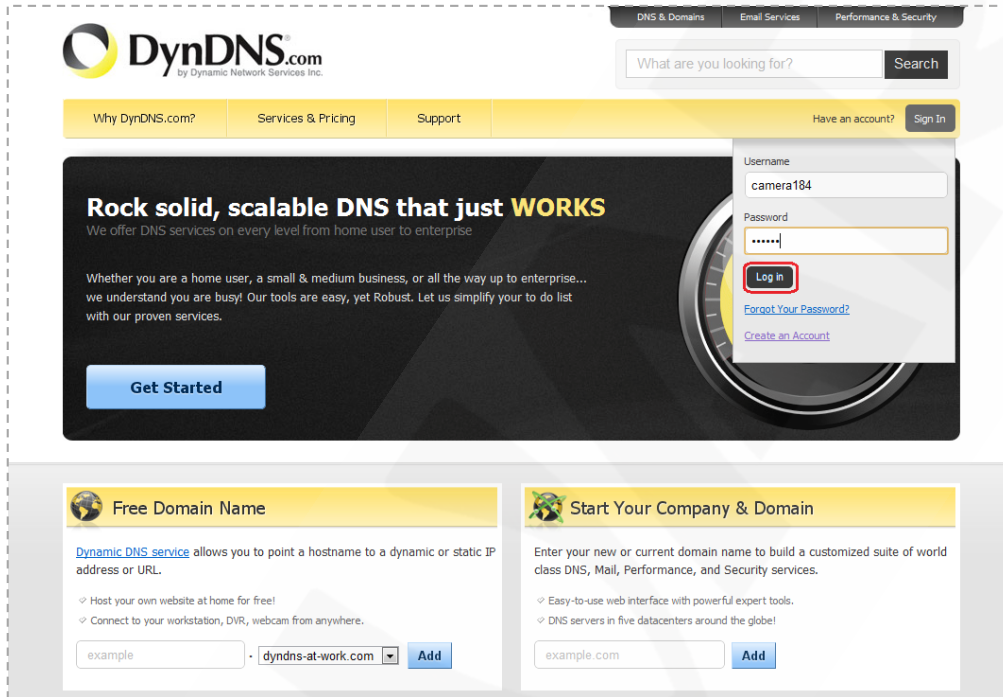 DNS & Domains Email Services Performance & Security
DynDNS.com
by Dynamic Network Services Inc.
What are you looking for? Search
Why DynDNS.com? Services & Pricing Support Have an account? Sign In
Username
camera184
Password
••••••
Log in
Forgot Your Password?
Create an Account
Rock solid, scalable DNS that just WORKS
We offer DNS services on every level from home user to enterprise
Whether you are a home user, a small & medium business, or all the way up to enterprise...
we understand you are busy! Our tools are easy, yet Robust. Let us simplify your to do list
with our proven services.
Get Started
Free Domain Name
Dynamic DNS service allows you to point a hostname to a dynamic or static IP
address or URL.
Host your own website at home for free!
Connect to your workstation, DVR, webcam from anywhere.
example . dyndns-at-work.com Add
Start Your Company & Domain
Enter your new or current domain name to build a customized suite of world
class DNS, Mail, Performance, and Security services.
Easy-to-use web interface with powerful expert tools.
DNS servers in five datacenters around the globe!
example.com Add